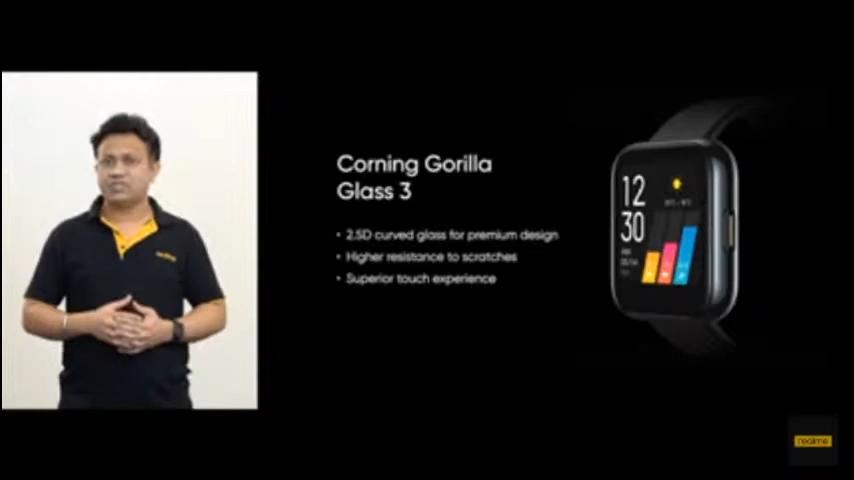 Corning Gorilla
Glass 3
• 2.5D curved glass for premium design
• Higher resistance to scratches
• Superior touch experience
12
30
realme
realme